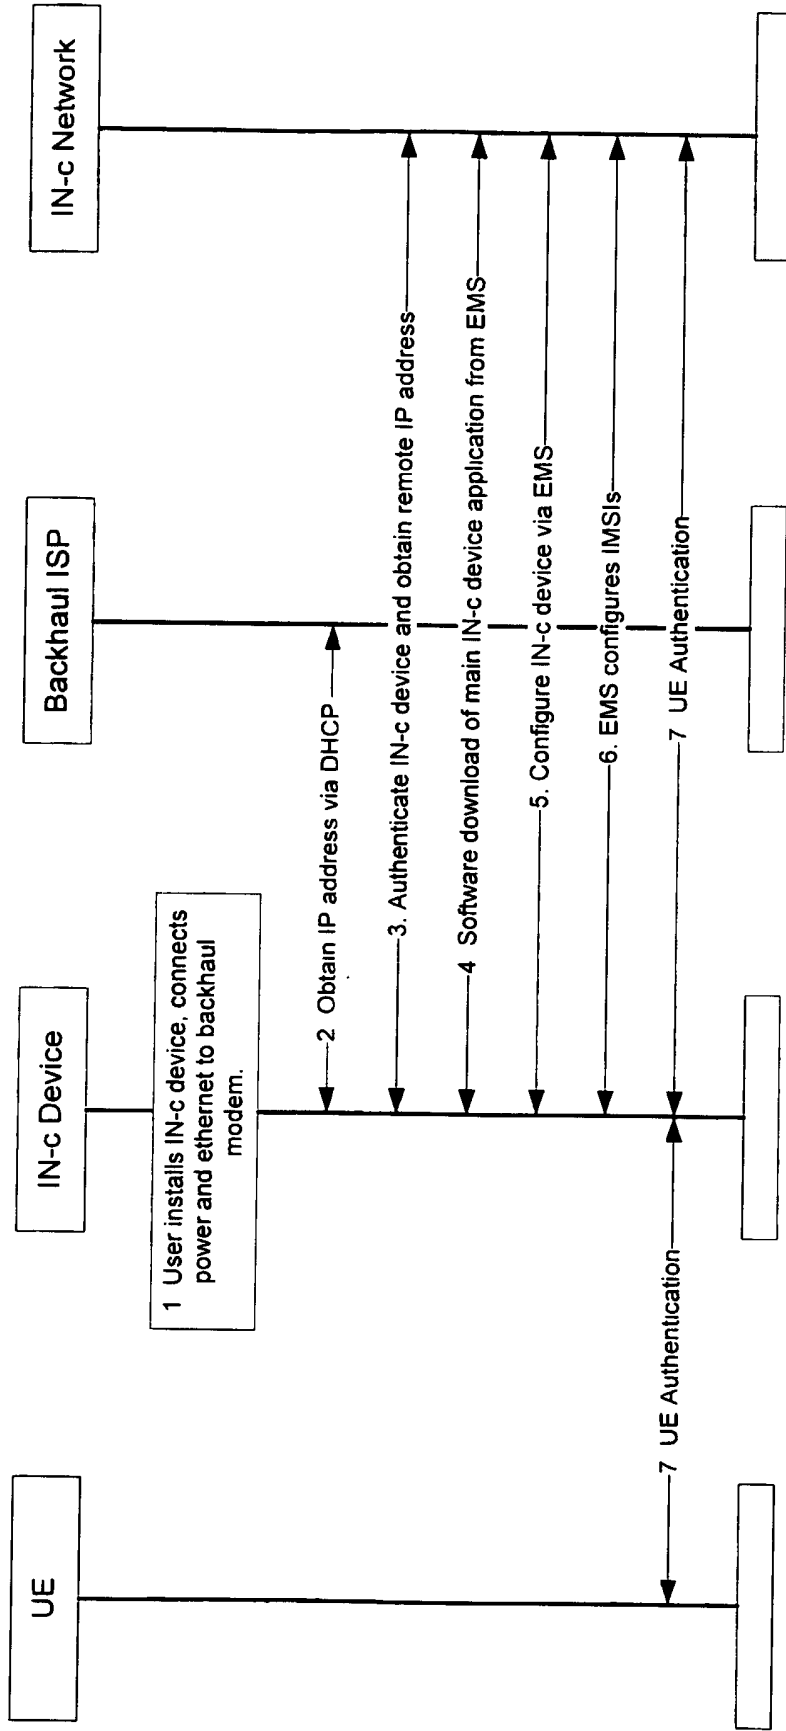 UE
IN-c Device
Backhaul ISP
IN-c Network
1 User installs IN-c device, connects
power and ethernet to backhaul
modem.
2 Obtain IP address via DHCP
3. Authenticate IN-c device and obtain remote IP address
4 Software download of main IN-c device application from EMS
5. Configure IN-c device via EMS
6. EMS configures IMSIs
7 UE Authentication
7 UE Authentication